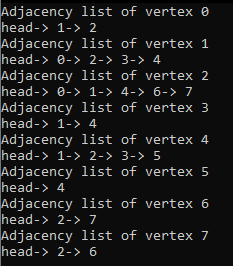 Adjacency list of vertex 0
head-> 1-> 2
Adjacency list of vertex 1
head-> 0-> 2-> 3-> 4
Adjacency list of vertex 2
head-> 0-> 1-> 4-> 6-> 7
Adjacency list of vertex 3
head-> 1-> 4
Adjacency list of vertex 4
head-> 1-> 2-> 3-> 5
Adjacency list of vertex 5
head-> 4
Adjacency list of vertex 6
head-> 2-> 7
Adjacency list of vertex 7
head-> 2-> 6